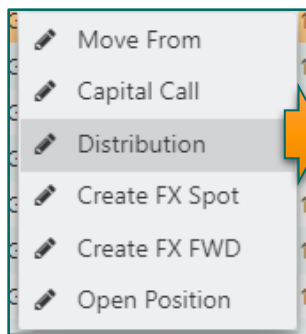 Move From
Capital Call
Distribution
Create FX Spot
Create FX FWD
Open Position